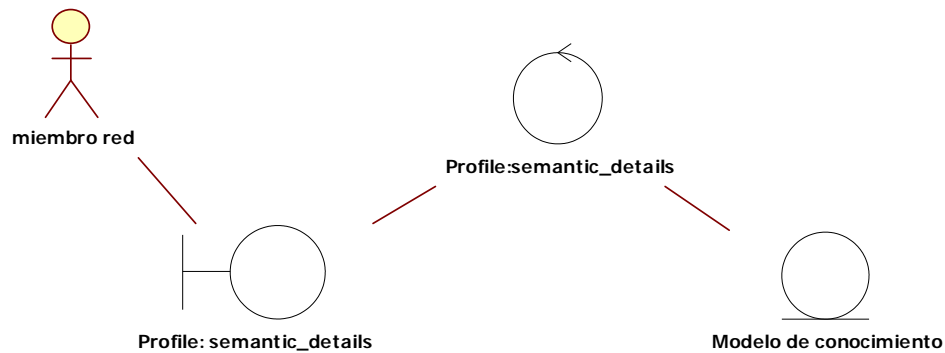 miembro red
Profile:semantic_details
Profile: semantic_details
Modelo de conocimiento